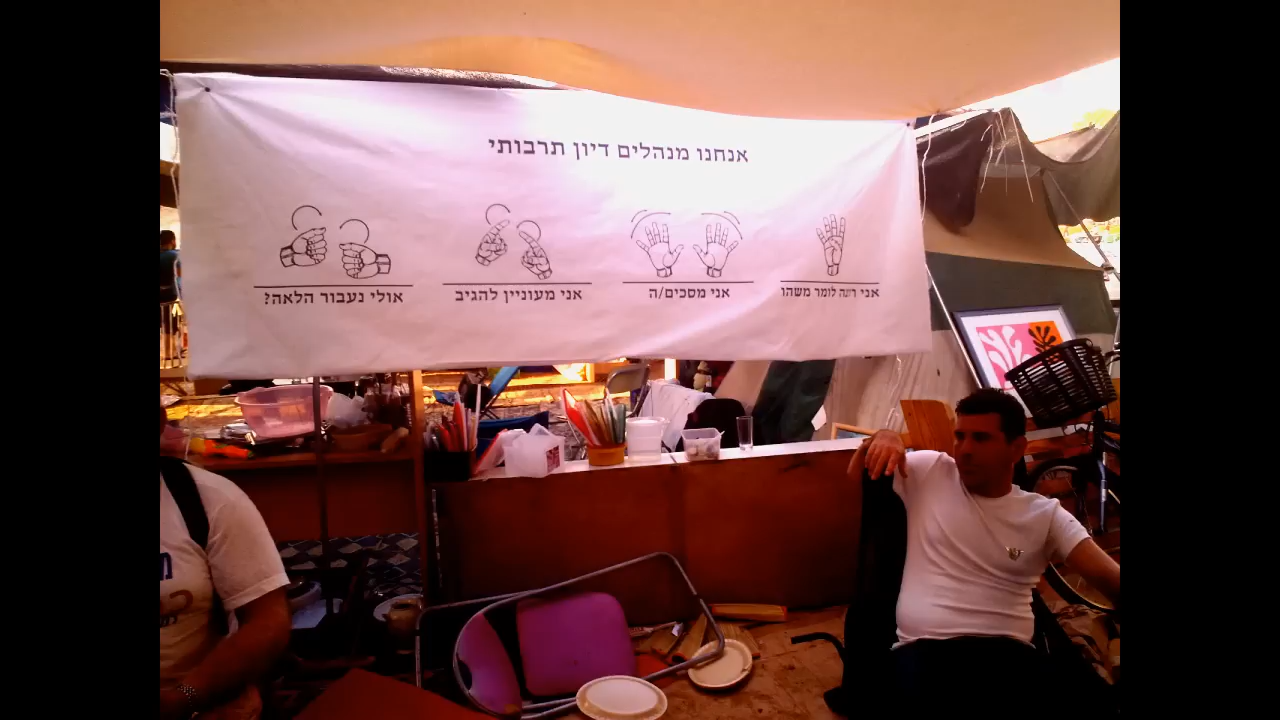 אנחנו מנהלים דיון תרבותי
אני רוצה לומר משהו
אני מסכים/ה
אני מעוניין להגיב
אולי נעבור הלאה?